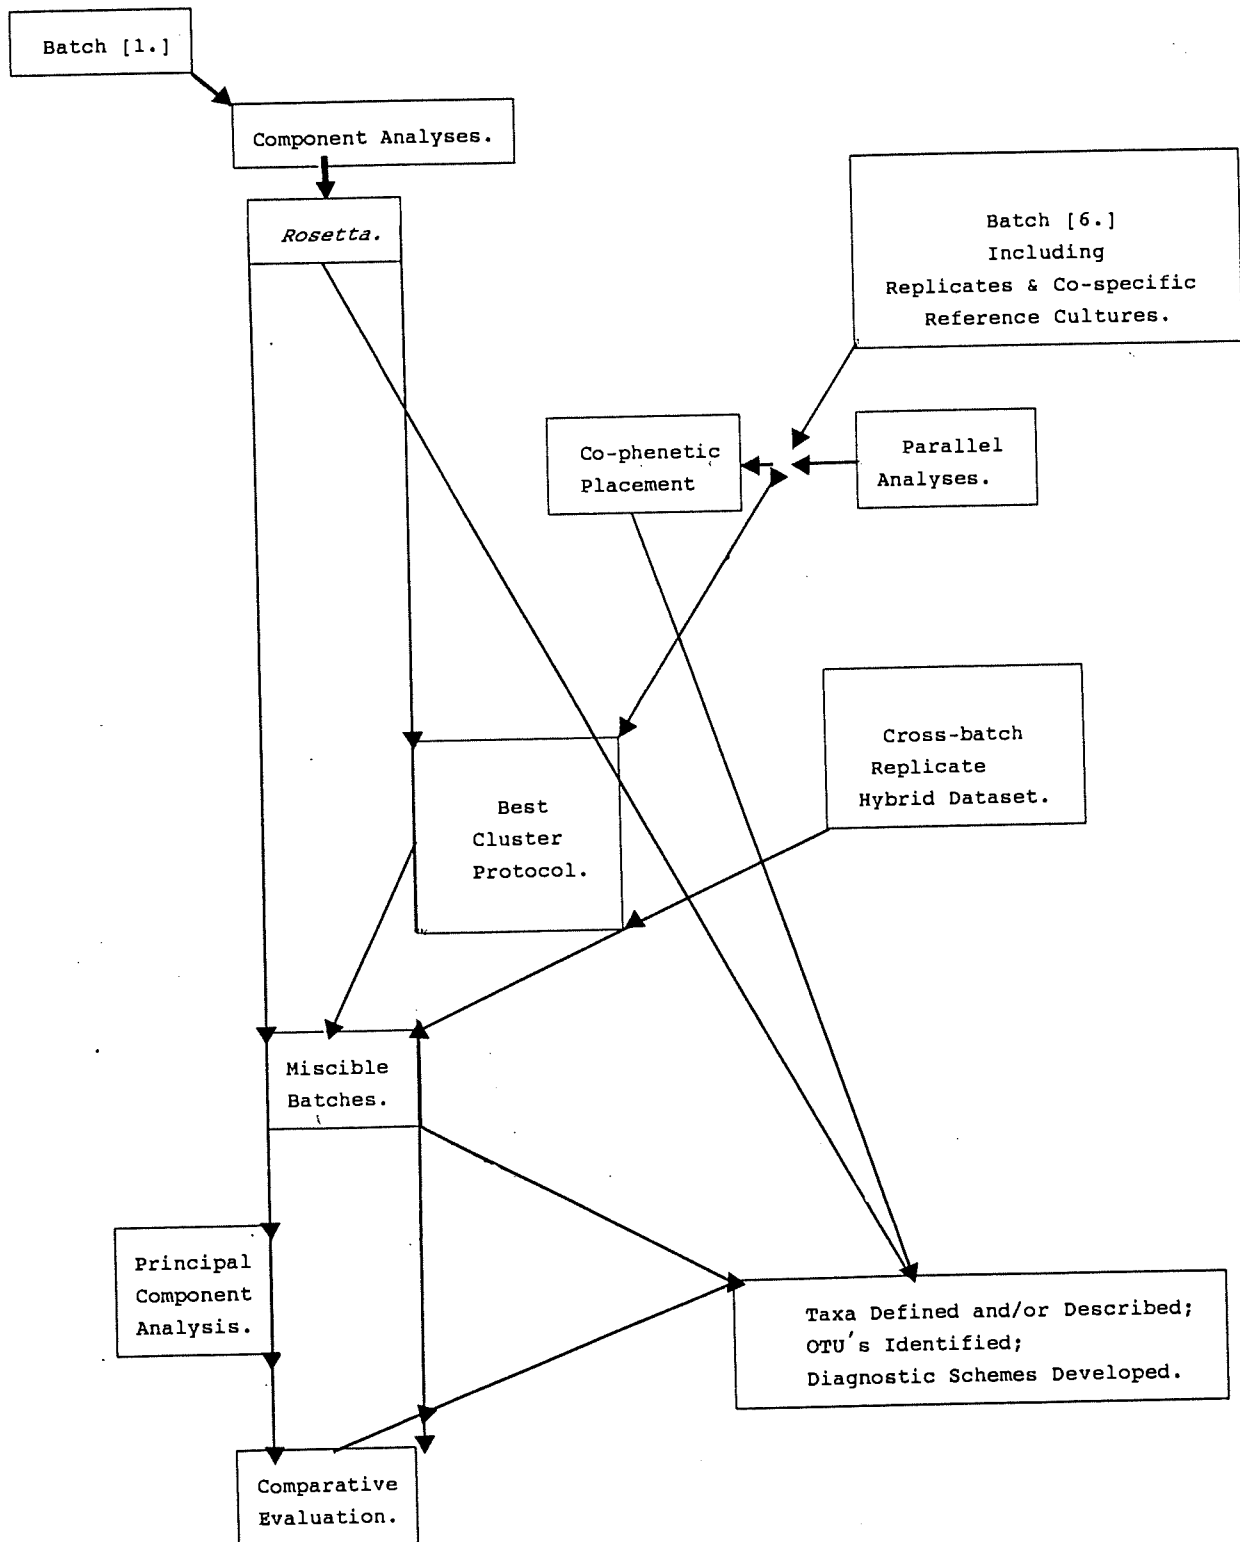 Batch [1.]
Component Analyses.
Rosetta.
Batch [6.]
Including
Replicates & Co-specific
Reference Cultures.
Co-phenetic
Placement
Parallel
Analyses.
Cross-batch
Replicate
Hybrid Dataset.
Best
Cluster
Protocol.
Miscible
Batches.
Principal
Component
Analysis.
Taxa Defined and/or Described;
OTU's Identified;
Diagnostic Schemes Developed.
Comparative
Evaluation.